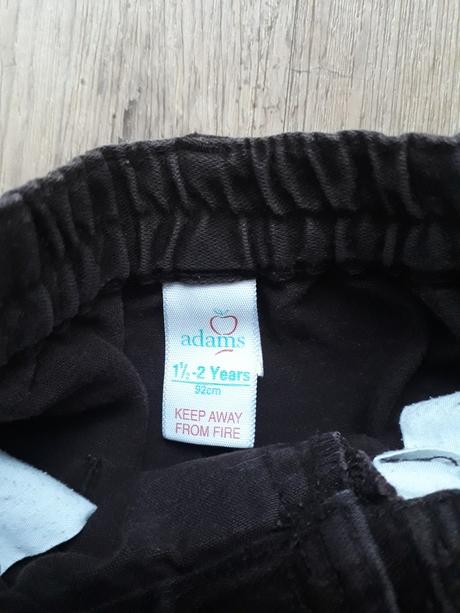 adams
1½-2 Years
92cm
KEEP AWAY
FROM FIRE